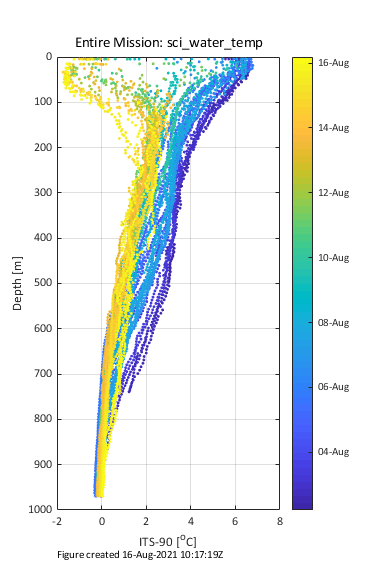 Entire Mission: sci_water_temp
0
100
200
300
400
500
600
700
800
900
1000
Depth [m]
-2 0 2 4 6 8
ITS-90 [°C]
16-Aug
14-Aug
12-Aug
10-Aug
08-Aug
06-Aug
04-Aug
Figure created 16-Aug-2021 10:17:19Z